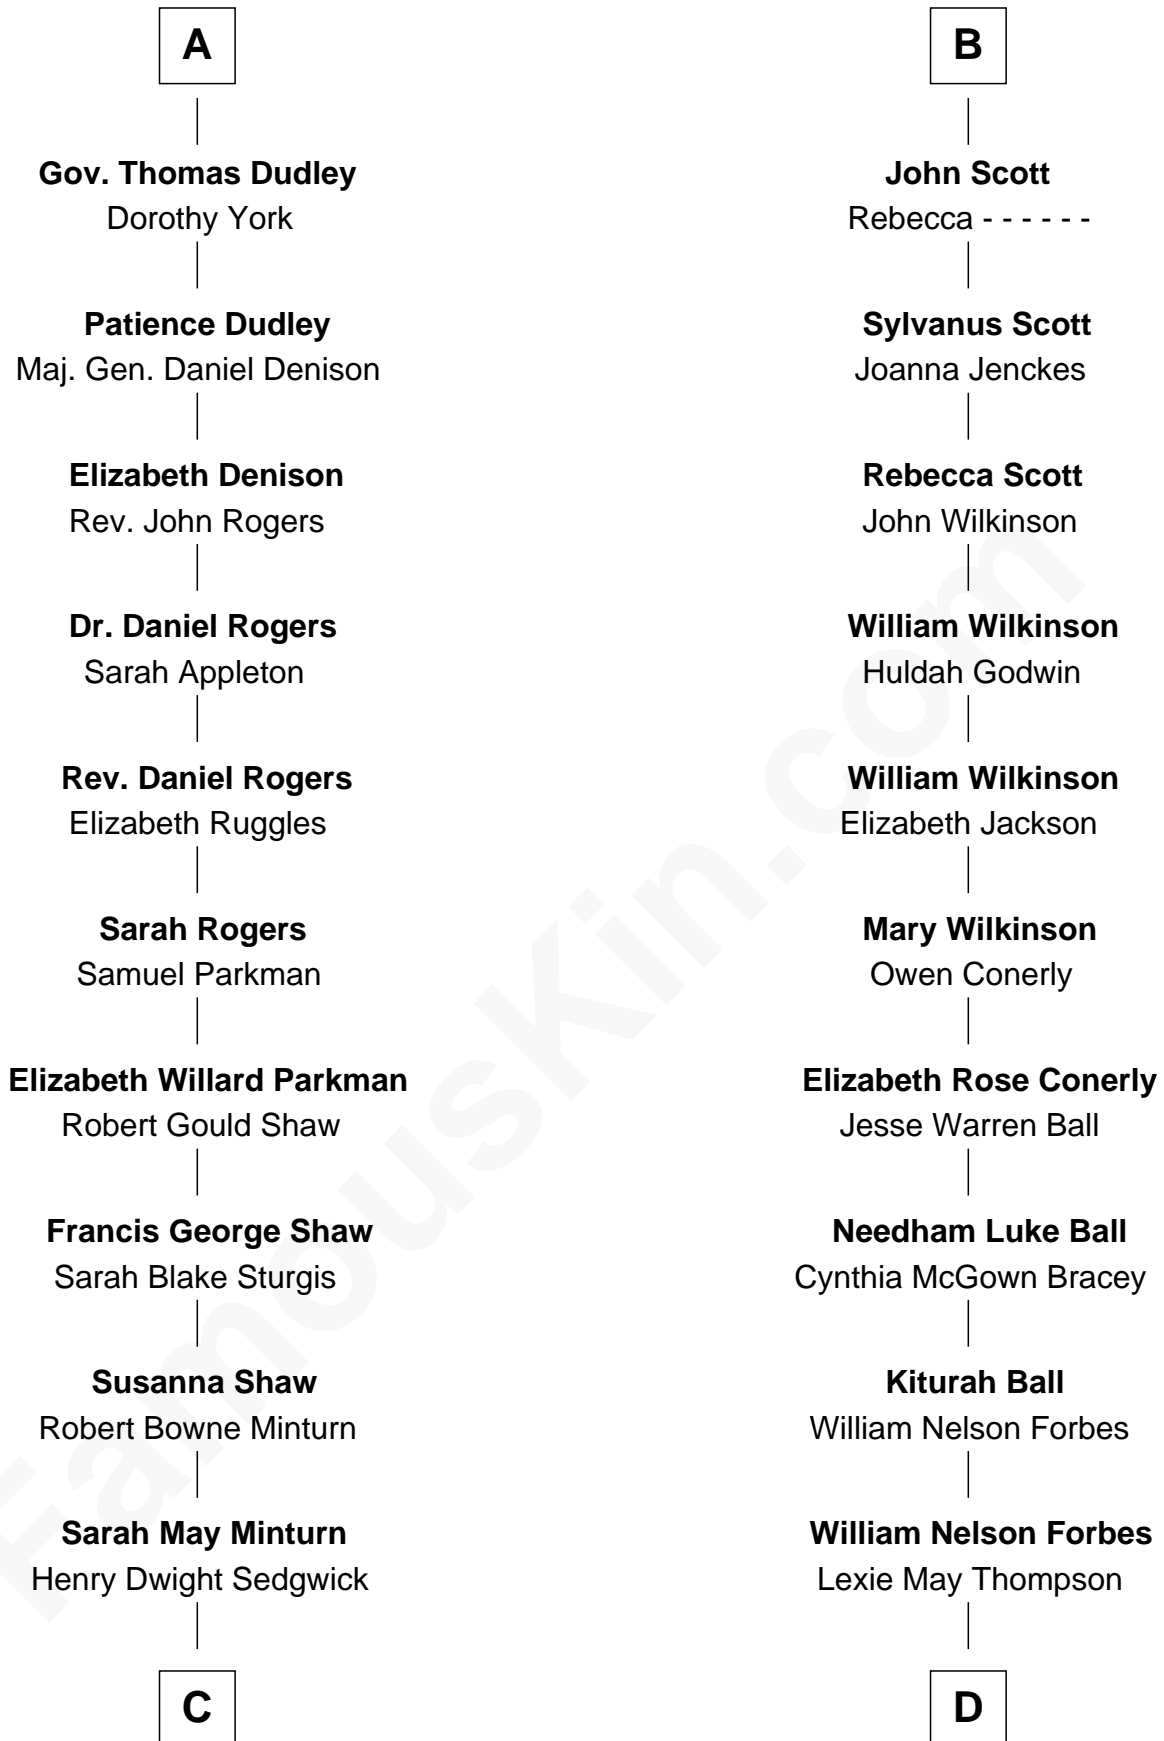 A
Gov. Thomas Dudley
Dorothy York
Patience Dudley
Maj. Gen. Daniel Denison
Elizabeth Denison
Rev. John Rogers
Dr. Daniel Rogers
Sarah Appleton
Rev. Daniel Rogers
Elizabeth Ruggles
Sarah Rogers
Samuel Parkman
Elizabeth Willard Parkman
Robert Gould Shaw
Francis George Shaw
Sarah Blake Sturgis
Susanna Shaw
Robert Bowne Minturn
Sarah May Minturn
Henry Dwight Sedgwick
C
B
John Scott
Rebecca - - - - - -
Sylvanus Scott
Joanna Jenckes
Rebecca Scott
John Wilkinson
William Wilkinson
Huldah Godwin
William Wilkinson
Elizabeth Jackson
Mary Wilkinson
Owen Conerly
Elizabeth Rose Conerly
Jesse Warren Ball
Needham Luke Ball
Cynthia McGown Bracey
Kiturah Ball
William Nelson Forbes
William Nelson Forbes
Lexie May Thompson
D
FamousKin.com